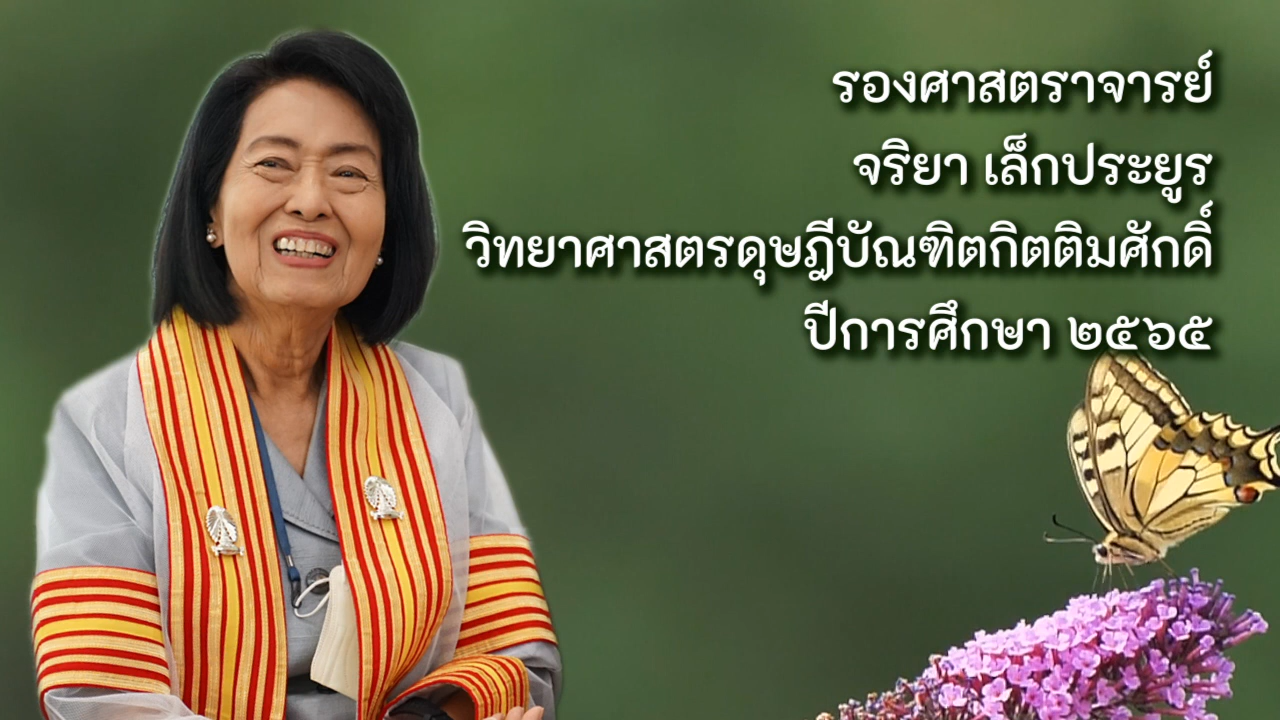 รองศาสตราจารย์
จริยา เล็กประยูร
วิทยาศาสตรดุษฎีบัณฑิตกิตติมศักดิ์
ปีการศึกษา ๒๕๖๕